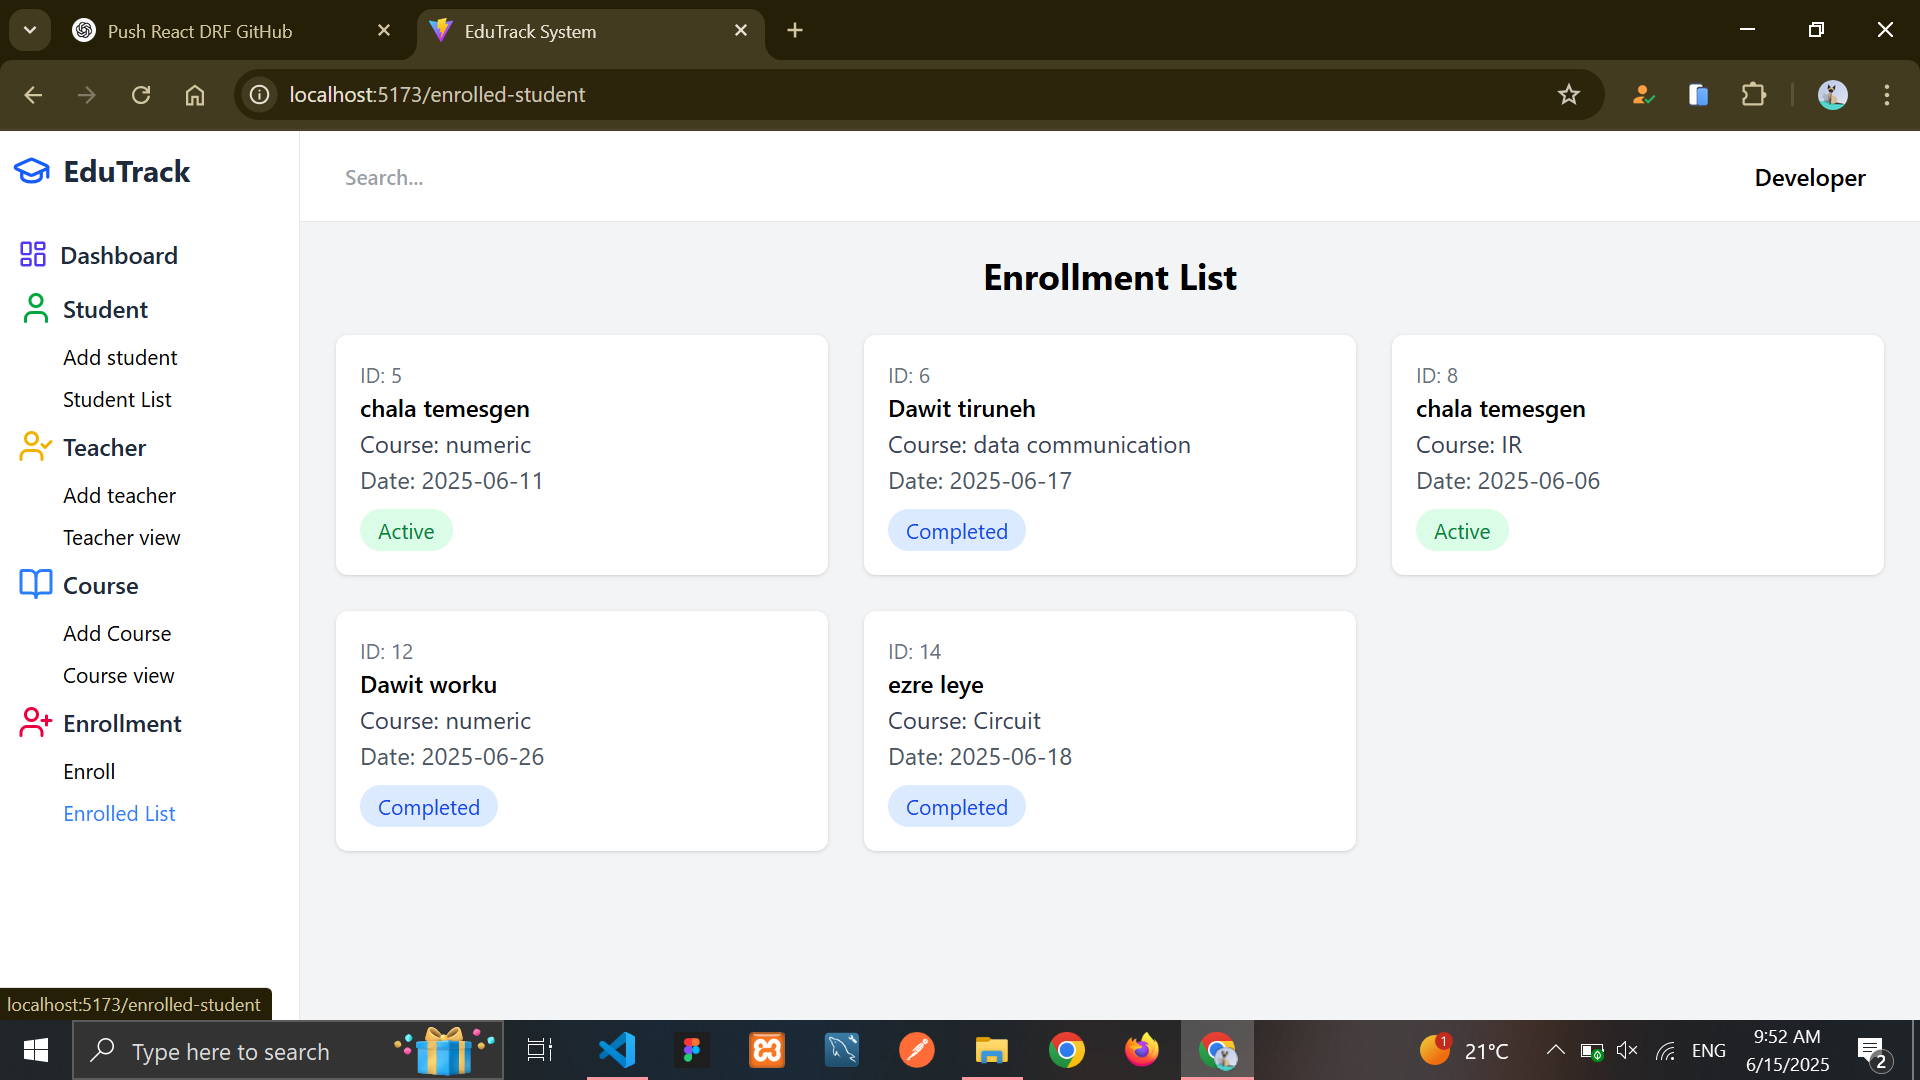 Push React DRF GitHub
EduTrack System
localhost:5173/enrolled-student
EduTrack
Search...
Developer
Dashboard
Student
Add student
Student List
Teacher
Add teacher
Teacher view
Course
Add Course
Course view
Enrollment
Enroll
Enrolled List
Enrollment List
ID: 5
chala temesgen
Course: numeric
Date: 2025-06-11
Active
ID: 6
Dawit tiruneh
Course: data communication
Date: 2025-06-17
Completed
ID: 8
chala temesgen
Course: IR
Date: 2025-06-06
Active
ID: 12
Dawit worku
Course: numeric
Date: 2025-06-26
Completed
ID: 14
ezre leye
Course: Circuit
Date: 2025-06-18
Completed
localhost:5173/enrolled-student
Type here to search
1
21°C
ENG
9:52 AM
6/15/2025
2